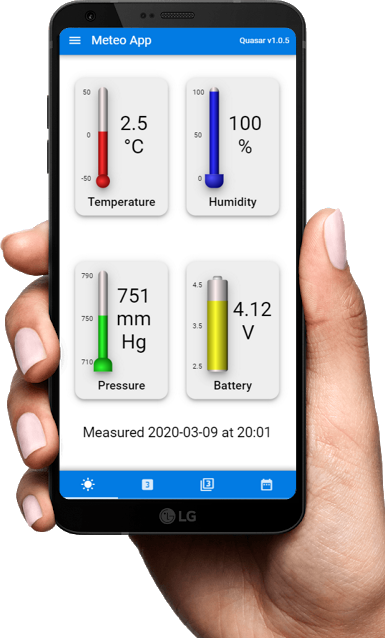 Meteo App
Quasar v1.0.5
50
0
-50
2.5
°C
Temperature
100
50
0
100
%
Humidity
790
750
710
751
mm
Hg
Pressure
4.5
3.5
2.5
4.12
V
Battery
Measured 2020-03-09 at 20:01
3
3
LG